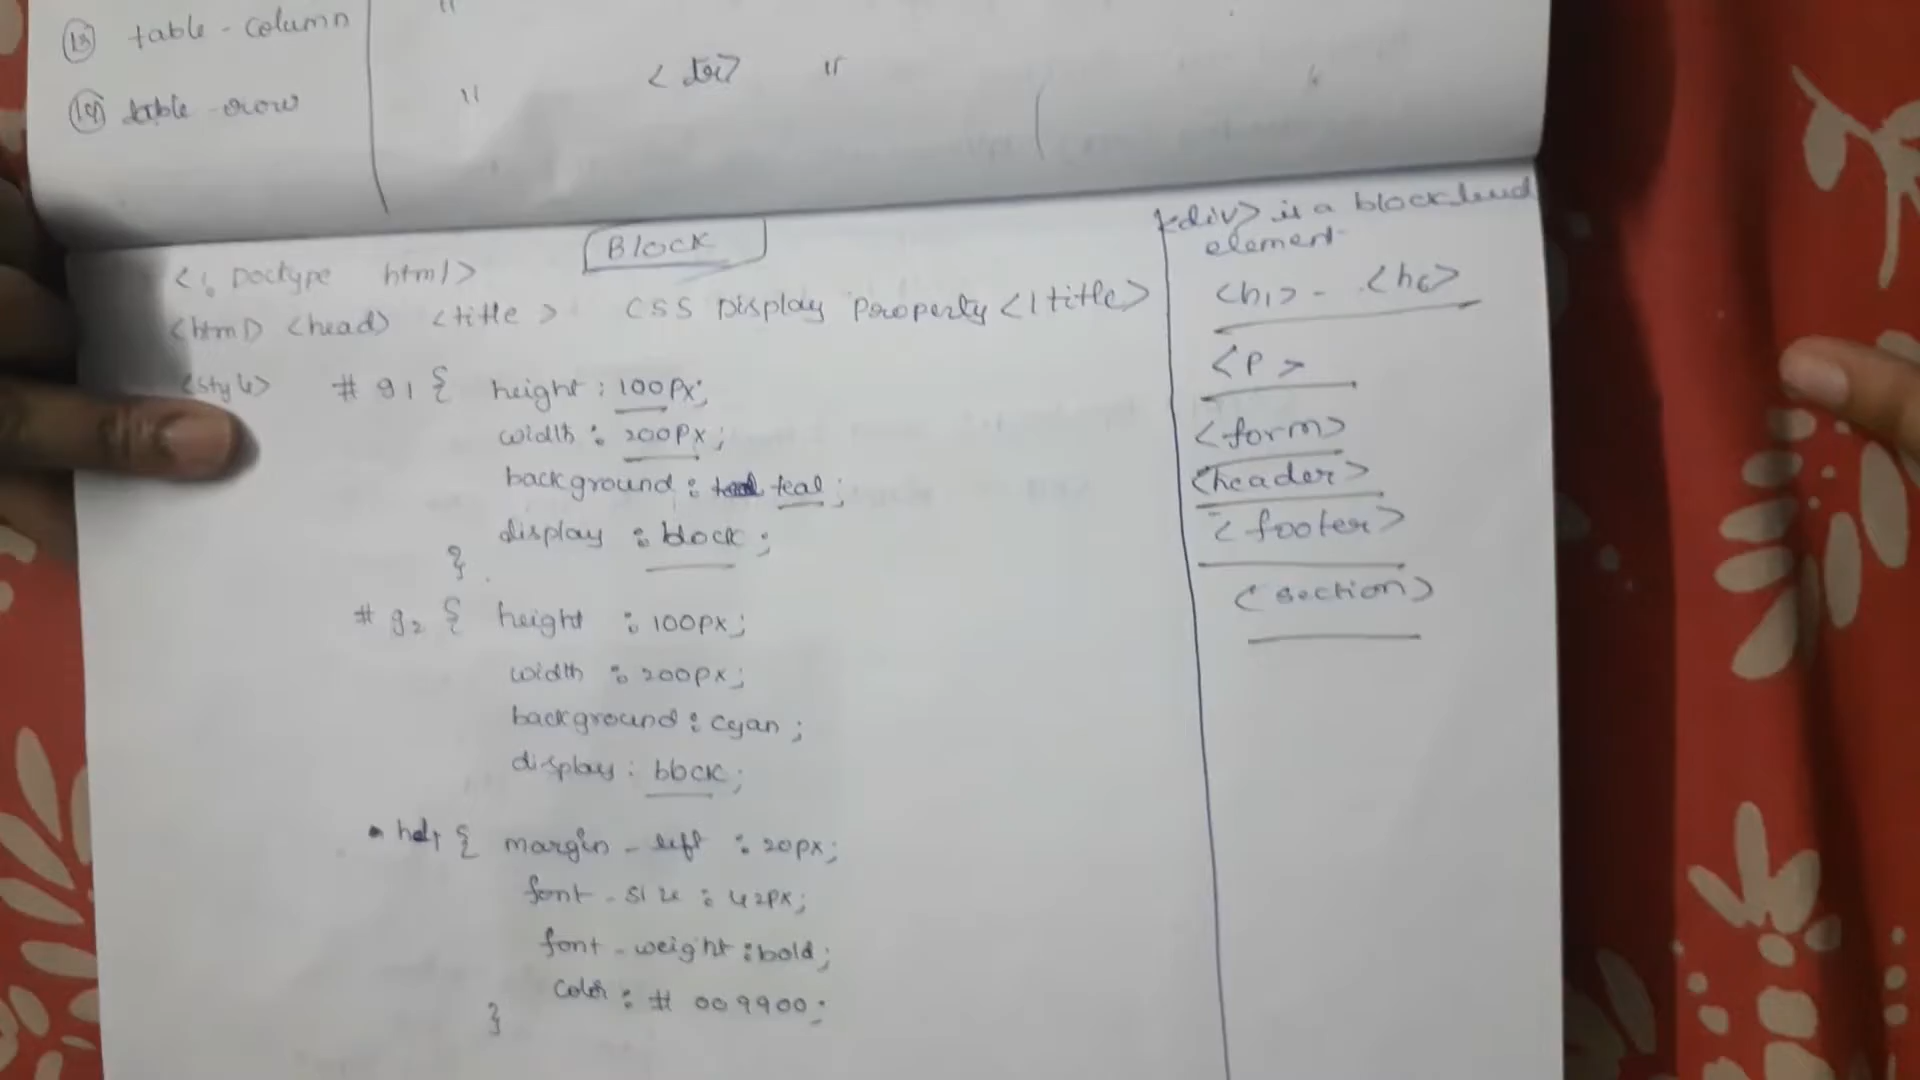 (13) table-column "
(14) table-row " <tr> "
Block
<! Doctype html>
<html> <head> <title> CSS Display Property </title>
<style> # g1 { height : 100px;
width : 200px;
background : teal ;
display : block ;
}
# g2 { height : 100px;
width : 200px;
background : cyan ;
display : block ;
{ margin-left : 20px;
font-size : 42px;
font-weight : bold;
color : # 009900;
}
<div> is a block level
element
<h1> - <h6>
<P>
<form>
<header>
<footer>
<section>